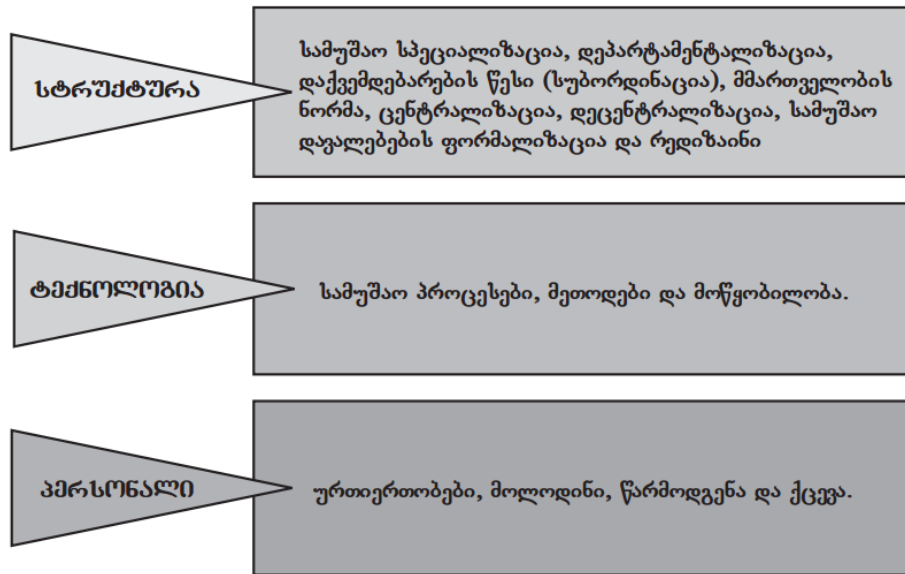 სტრუქტურა
სამუშაო სპეციალიზაცია, დეპარტამენტალიზაცია,
დაქვემდებარების წესი (სუბორდინაცია), მმართველობის
ნორმა, ცენტრალიზაცია, დეცენტრალიზაცია, სამუშაო
დავალებების ფორმალიზაცია და რედიზაინი
ტექნოლოგია
სამუშაო პროცესები, მეთოდები და მოწყობილობა.
პერსონალი
ურთიერთობები, მოლოდინი, წარმოდგენა და ქცევა.